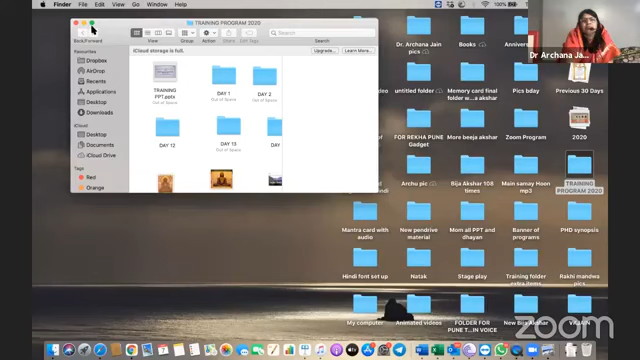 Finder File Edit View Go Window Help
100%
TRAINING PROGRAM 2020
Back/Forward View Group Action Share Edit Tags Search
Search
iCloud storage is full. Upgrade... Learn More...
Favourites
Dropbox
AirDrop
Recents
Applications
Desktop
Downloads
iCloud
Desktop
Documents
iCloud Drive
Tags
Red
Orange
TRAINING
PPT.pptx
Out of Space
DAY 1
Out of Space
DAY 2
Out of Space
DAY 12
DAY 13
Out of Space
DAY
Dr. Archana Jain
pics
Books
Annivers
Dr Archana Ja...
untitled folder
Memory card
final folder w...
Pics bday
Previous 30 Days
FOR REKHA PUNE
Gadget
More beeja akshar
Zoom Program
2020
Archu pic
Bija Akshar 108
times
Main samay Hoon
mp3
TRAINING
PROGRAM 2020
Mantra card with
audio
New pendrive
material
Mom all PPT and
dhayan
Banner of
programs
PHD synopsis
Hindi font set up
Natak
Stage play
Training folder
extra items
Rakhi mandwa
pics
My computer
Animated videos
FOLDER FOR
PUNE T...IN VOICE
New Beej Akshar
VIJAIN
zoom